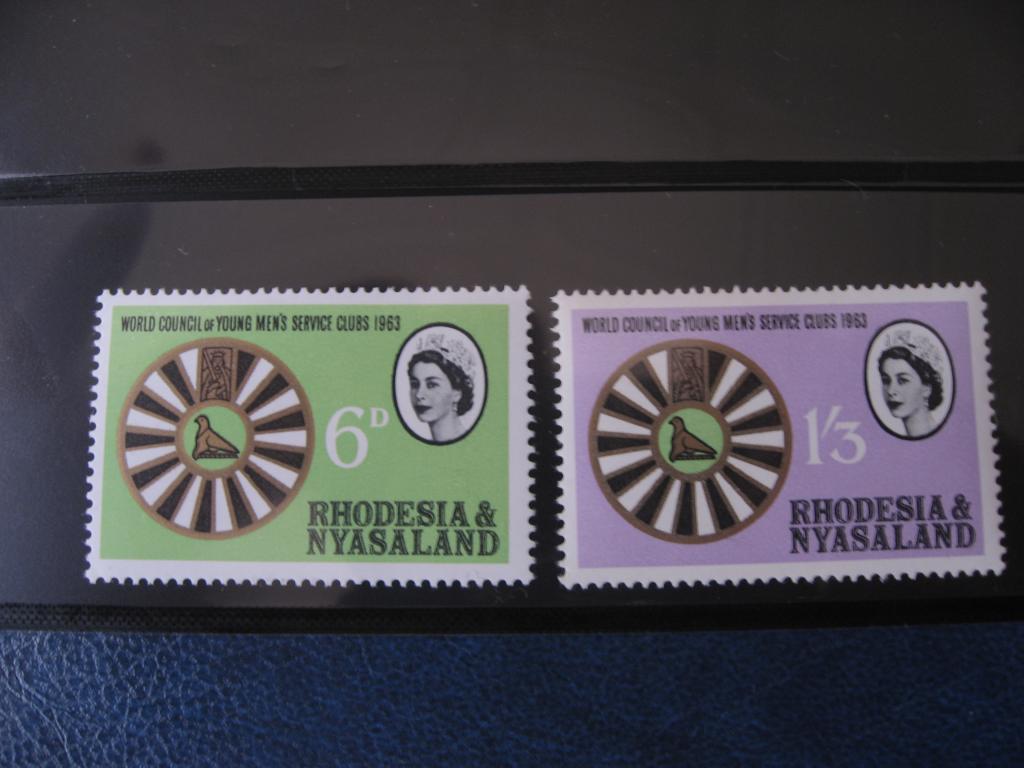 WORLD COUNCIL OF YOUNG MEN'S SERVICE CLUBS 1963
6D
RHODESIA &
NYASALAND
WORLD COUNCIL OF YOUNG MEN'S SERVICE CLUBS 1963
1/3
RHODESIA &
NYASALAND